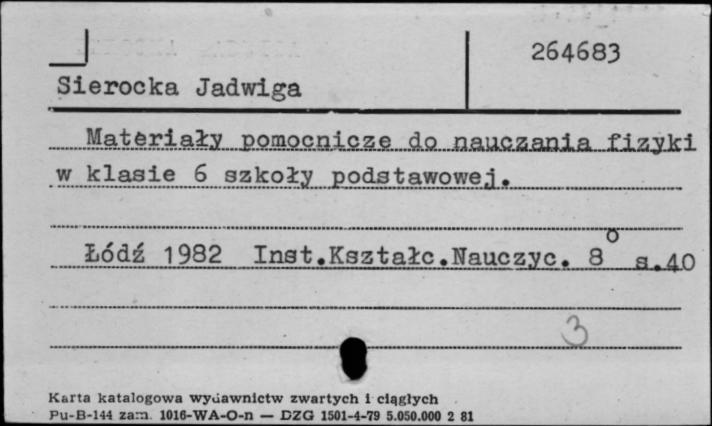 264683
Sierocka Jadwiga
Materiały pomocnicze do nauczania fizyki
w klasie 6 szkoły podstawowej.
Łódź 1982 Inst.Kształc.Nauczyc. 8° s.40
3
Karta katalogowa wydawnictw zwartych i ciągłych
Pu-B-144 zam. 1016-WA-O-n — DZG 1501-4-79 5.050.000 2 81